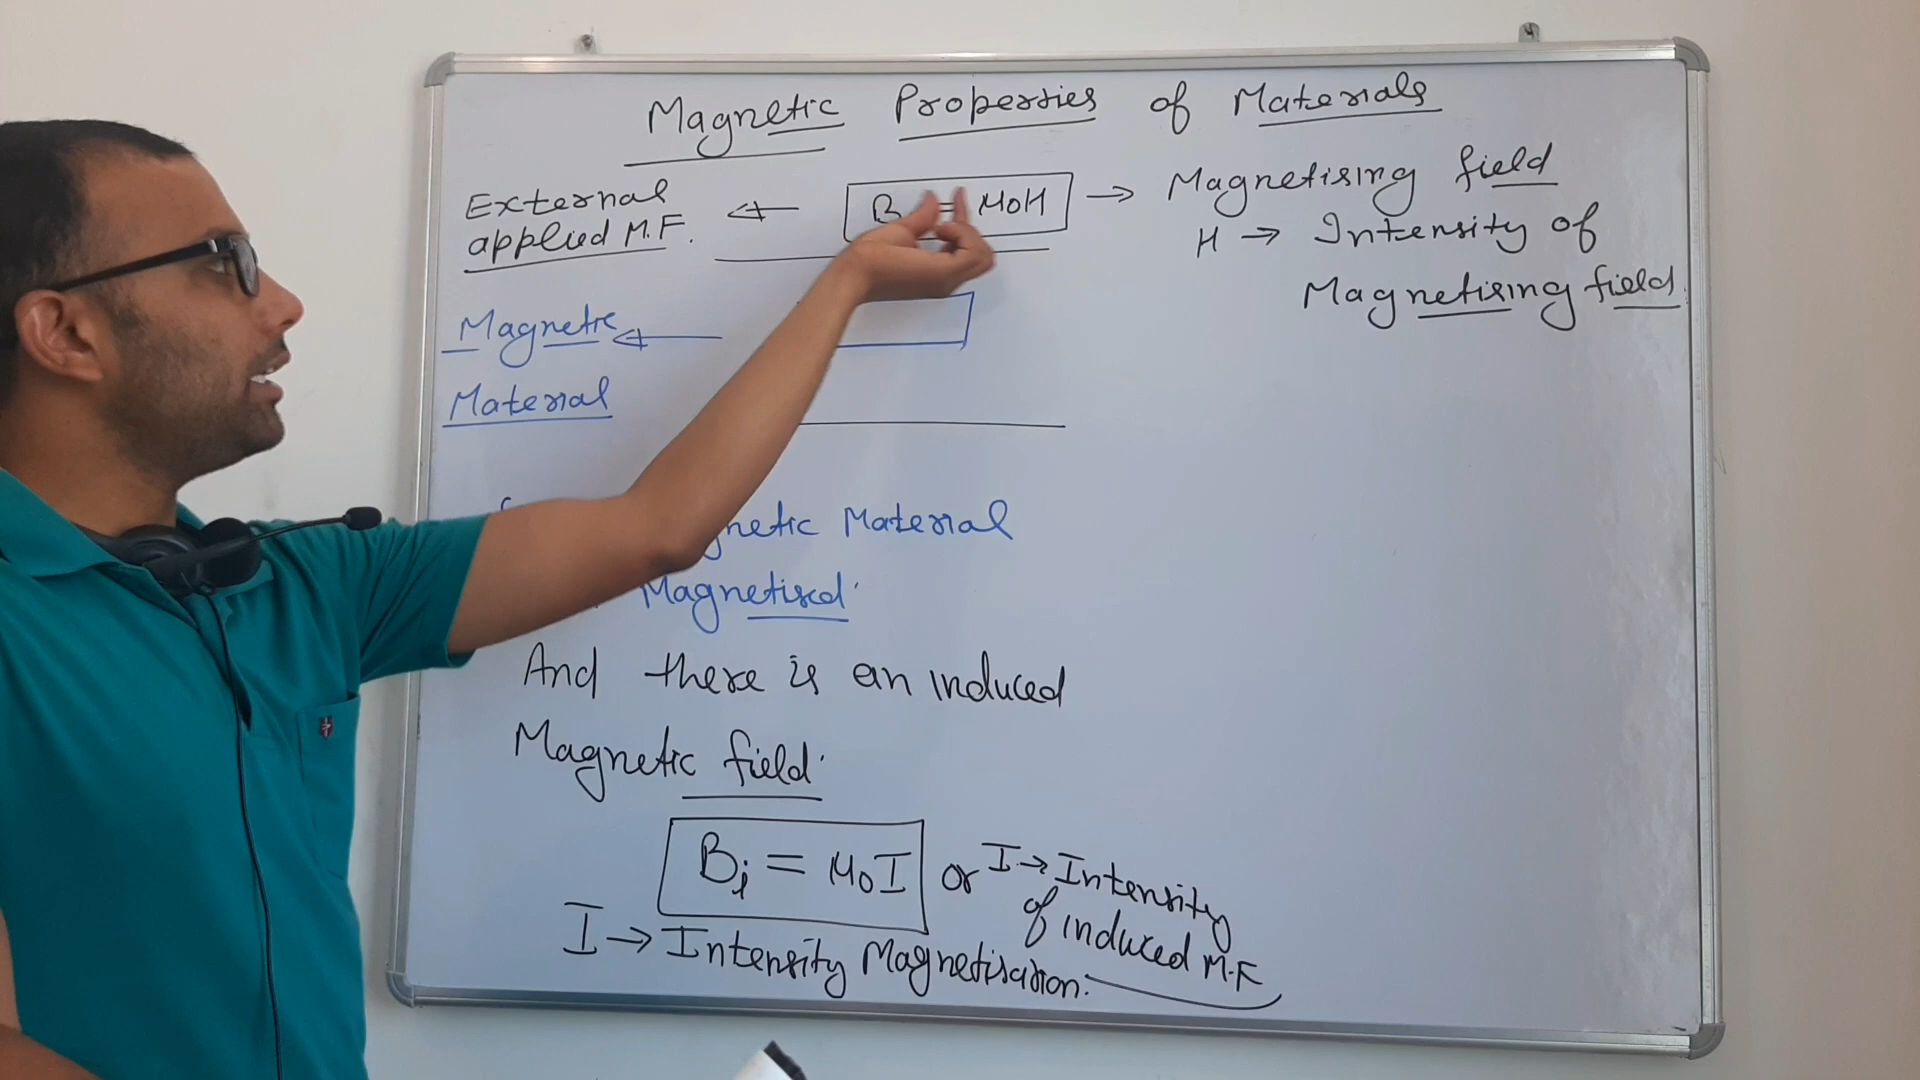 Magnetic Properties of Materials
External
applied M.F.
= μ0H
Magnetising field
H → Intensity of
Magnetising field
Magnetic
Material
Material
Magnetised
And there is an induced
Magnetic field
Bi = μ0I or I → Intensity
of induced M.F
I → Intensity Magnetisation.